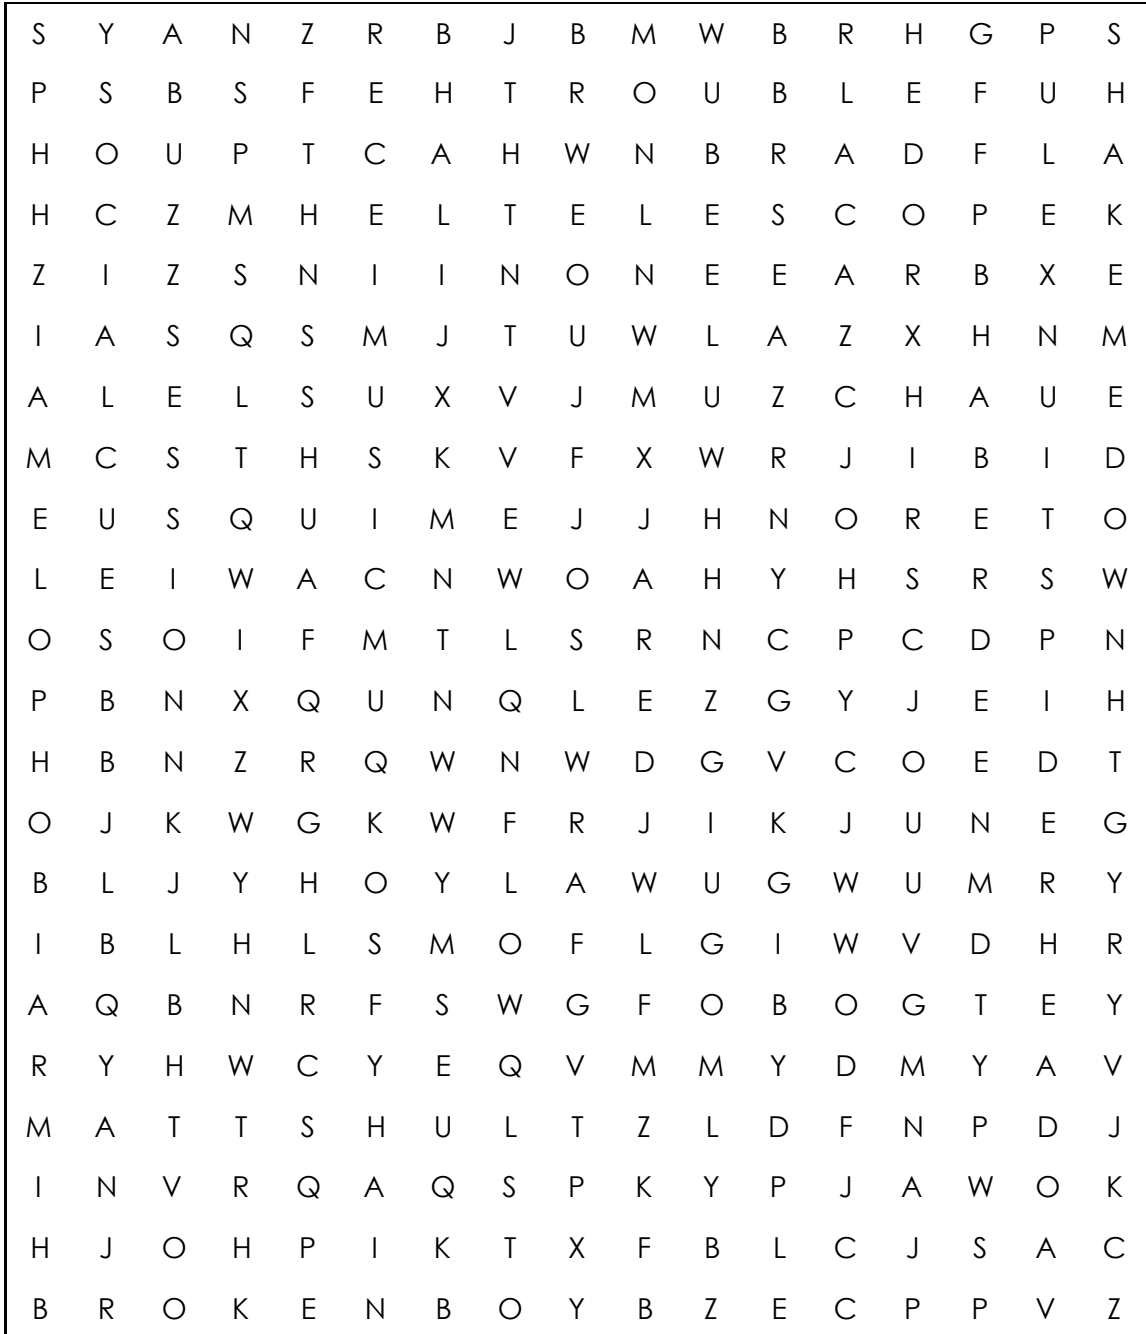 S Y A N Z R B J B M W B R H G P S
P S B S F E H T R O U B L E F U H
H O U P T C A H W N B R A D F L A
H C Z M H E L T E L E S C O P E K
Z I Z S N I I N O N E E A R B X E
I A S Q S M J T U W L A Z X H N M
A L E L S U X V J M U Z C H A U E
M C S T H S K V F X W R J I B I D
E U S Q U I M E J J H N O R E T O
L E I W A C N W O A H Y H S R S W
O S O I F M T L S R N C P C D P N
P B N X Q U N Q L E Z G Y J E I H
H B N Z R Q W N W D G V C O E D T
O J K W G K W F R J I K J U N E G
B L J Y H O Y L A W U G W U M R Y
I B L H L S M O F L G I W V D H R
A Q B N R F S W G F O B O G T E Y
R Y H W C Y E Q V M M Y D M Y A V
M A T T S H U L T Z L D F N P D J
I N V R Q A Q S P K Y P J A W O K
H J O H P I K T X F B L C J S A C
B R O K E N B O Y B Z E C P P V Z